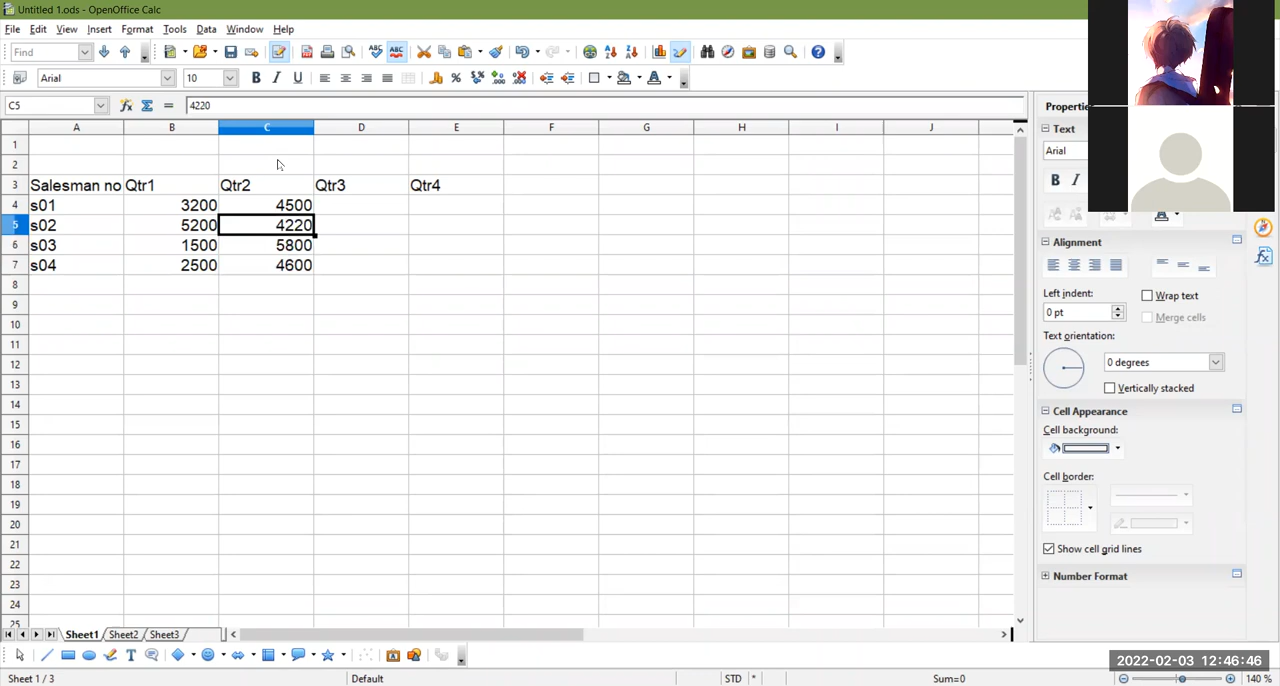 Untitled 1.ods - OpenOffice Calc
File Edit View Insert Format Tools Data Window Help
Find
Arial 10
C5 4220
A B C D E F G H I J
1
2
3 Salesman no Qtr1 Qtr2 Qtr3 Qtr4
4 s01 3200 4500
5 s02 5200 4220
6 s03 1500 5800
7 s04 2500 4600
8
9
10
11
12
13
14
15
16
17
18
19
20
21
22
23
24
25
Properti
Text
Arial
B I
Alignment
Left indent:
Wrap text
0 pt
Merge cells
Text orientation:
0 degrees
Vertically stacked
Cell Appearance
Cell background:
Cell border:
Show cell grid lines
Number Format
Sheet1 Sheet2 Sheet3
2022-02-03 12:46:46
Sheet 1 / 3 Default STD * Sum=0 140 %